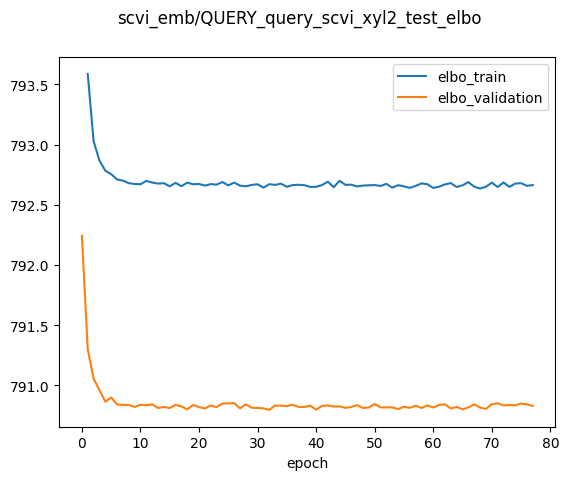 scvi_emb/QUERY_query_scvi_xyl2_test_elbo
elbo_train
elbo_validation
793.5
793.0
792.5
792.0
791.5
791.0
0 10 20 30 40 50 60 70 80
epoch